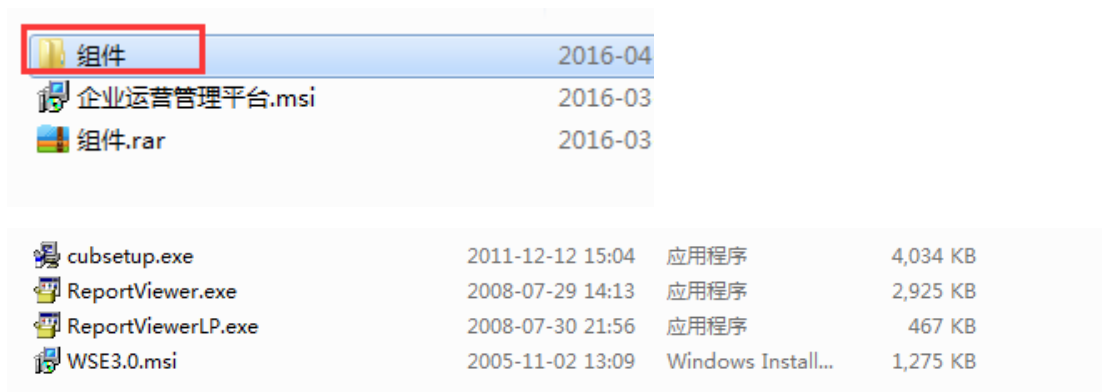 组件 2016-04
企业运营管理平台.msi 2016-03
组件.rar 2016-03
cubsetup.exe 2011-12-12 15:04 应用程序 4,034 KB
ReportViewer.exe 2008-07-29 14:13 应用程序 2,925 KB
ReportViewerLP.exe 2008-07-30 21:56 应用程序 467 KB
WSE3.0.msi 2005-11-02 13:09 Windows Install... 1,275 KB